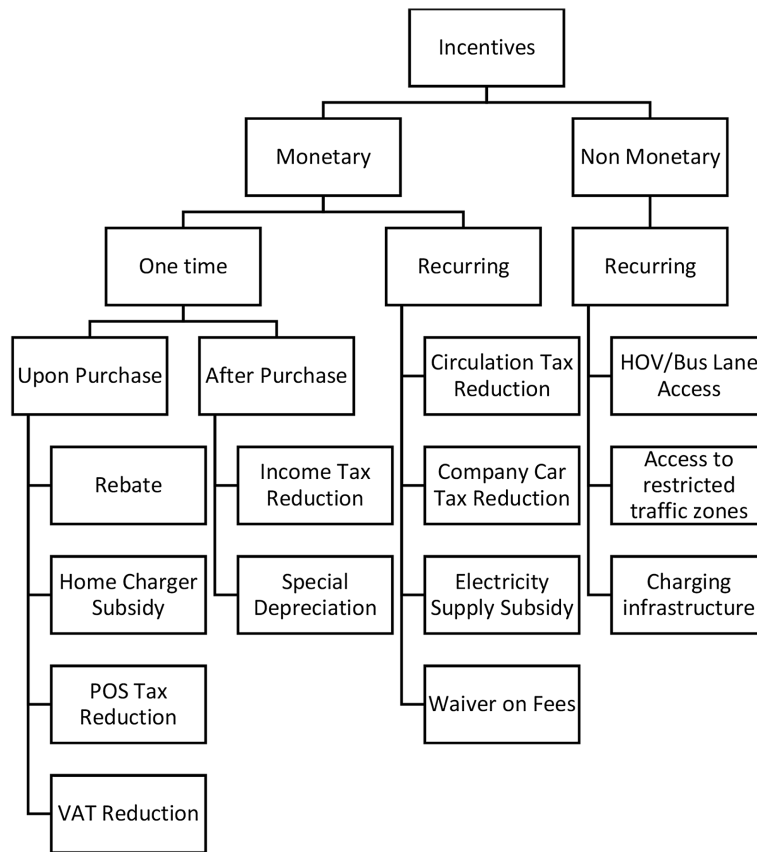 Incentives
Monetary
Non Monetary
One time
Recurring
Recurring
Upon Purchase
After Purchase
Circulation Tax
Reduction
HOV/Bus Lane
Access
Rebate
Income Tax
Reduction
Company Car
Tax Reduction
Access to
restricted
traffic zones
Home Charger
Subsidy
Special
Depreciation
Electricity
Supply Subsidy
Charging
infrastructure
POS Tax
Reduction
Waiver on Fees
VAT Reduction